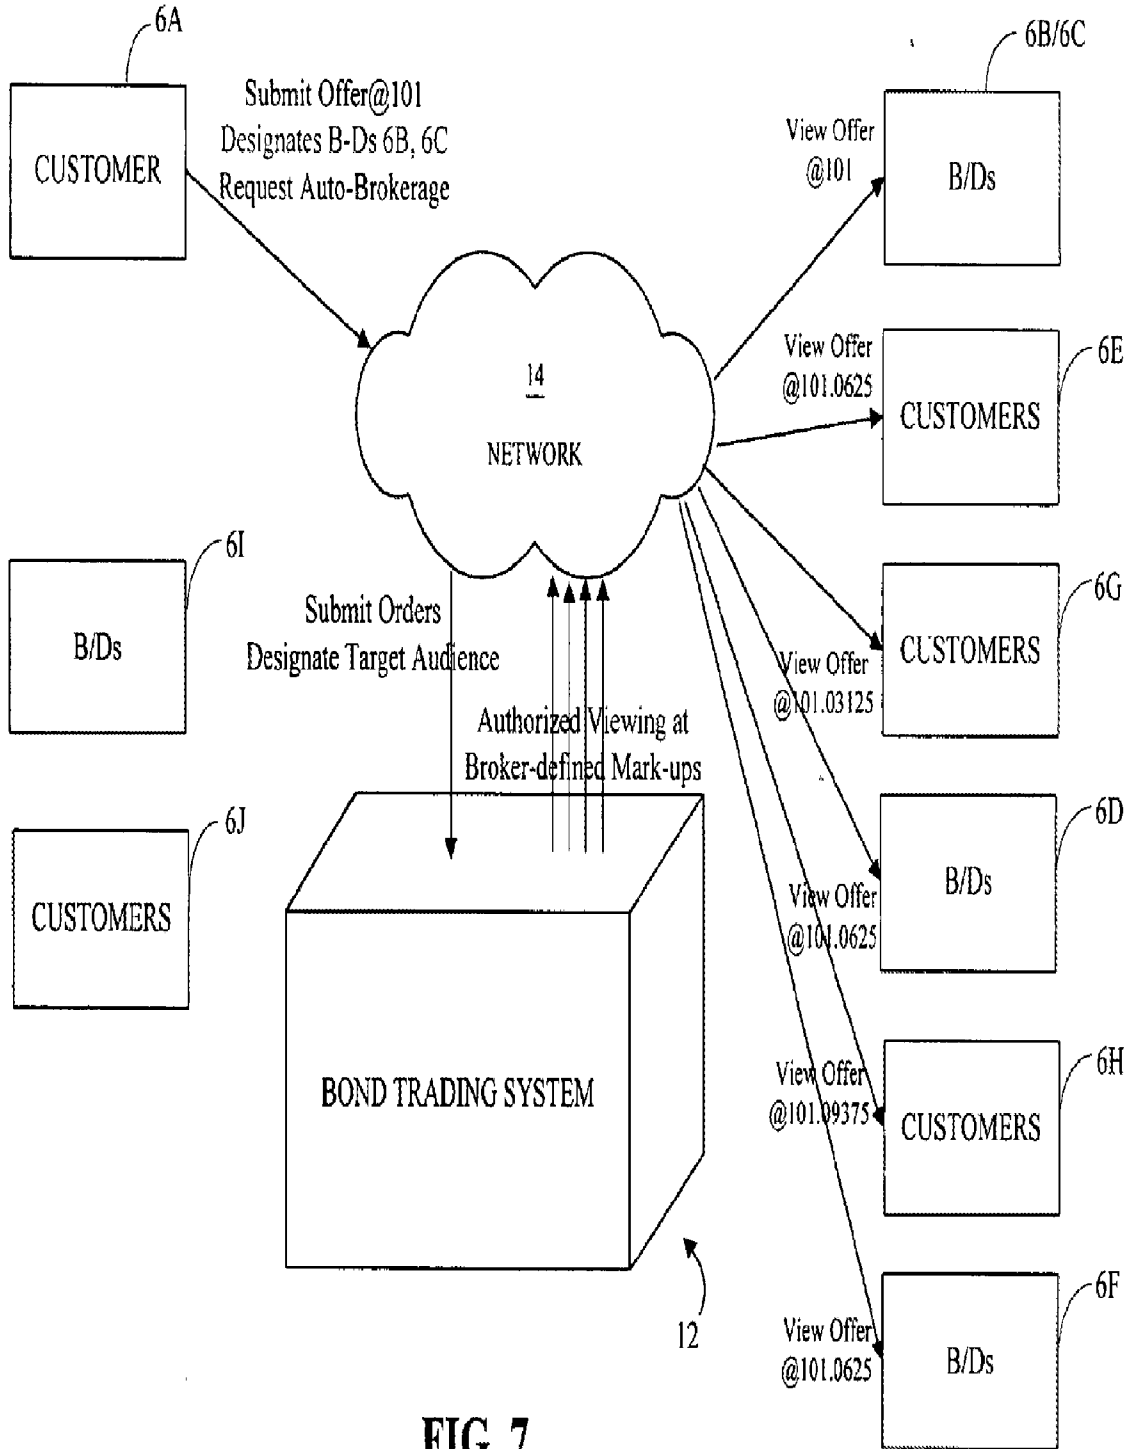 6A
6B/6C
Submit Offer@101
Designates B-Ds 6B, 6C
Request Auto-Brokerage
CUSTOMER
View Offer
@101
B/Ds
14
NETWORK
View Offer
@101.0625
6E
CUSTOMERS
6I
B/Ds
Submit Orders
Designate Target Audience
6G
CUSTOMERS
View Offer
@101.03125
Authorized Viewing at
Broker-defined Mark-ups
6J
CUSTOMERS
6D
B/Ds
View Offer
@101.0625
BOND TRADING SYSTEM
6H
View Offer
@101.09375
CUSTOMERS
12
6F
View Offer
@101.0625
B/Ds
FIG. 7